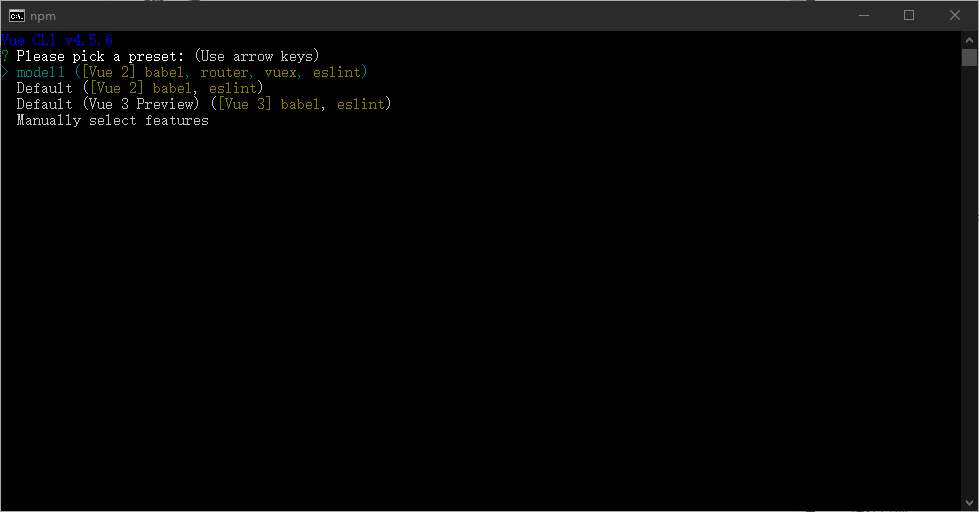 npm
Vue CLI v4.5.6
? Please pick a preset: (Use arrow keys)
> model1 ([Vue 2] babel, router, vuex, eslint)
Default ([Vue 2] babel, eslint)
Default (Vue 3 Preview) ([Vue 3] babel, eslint)
Manually select features